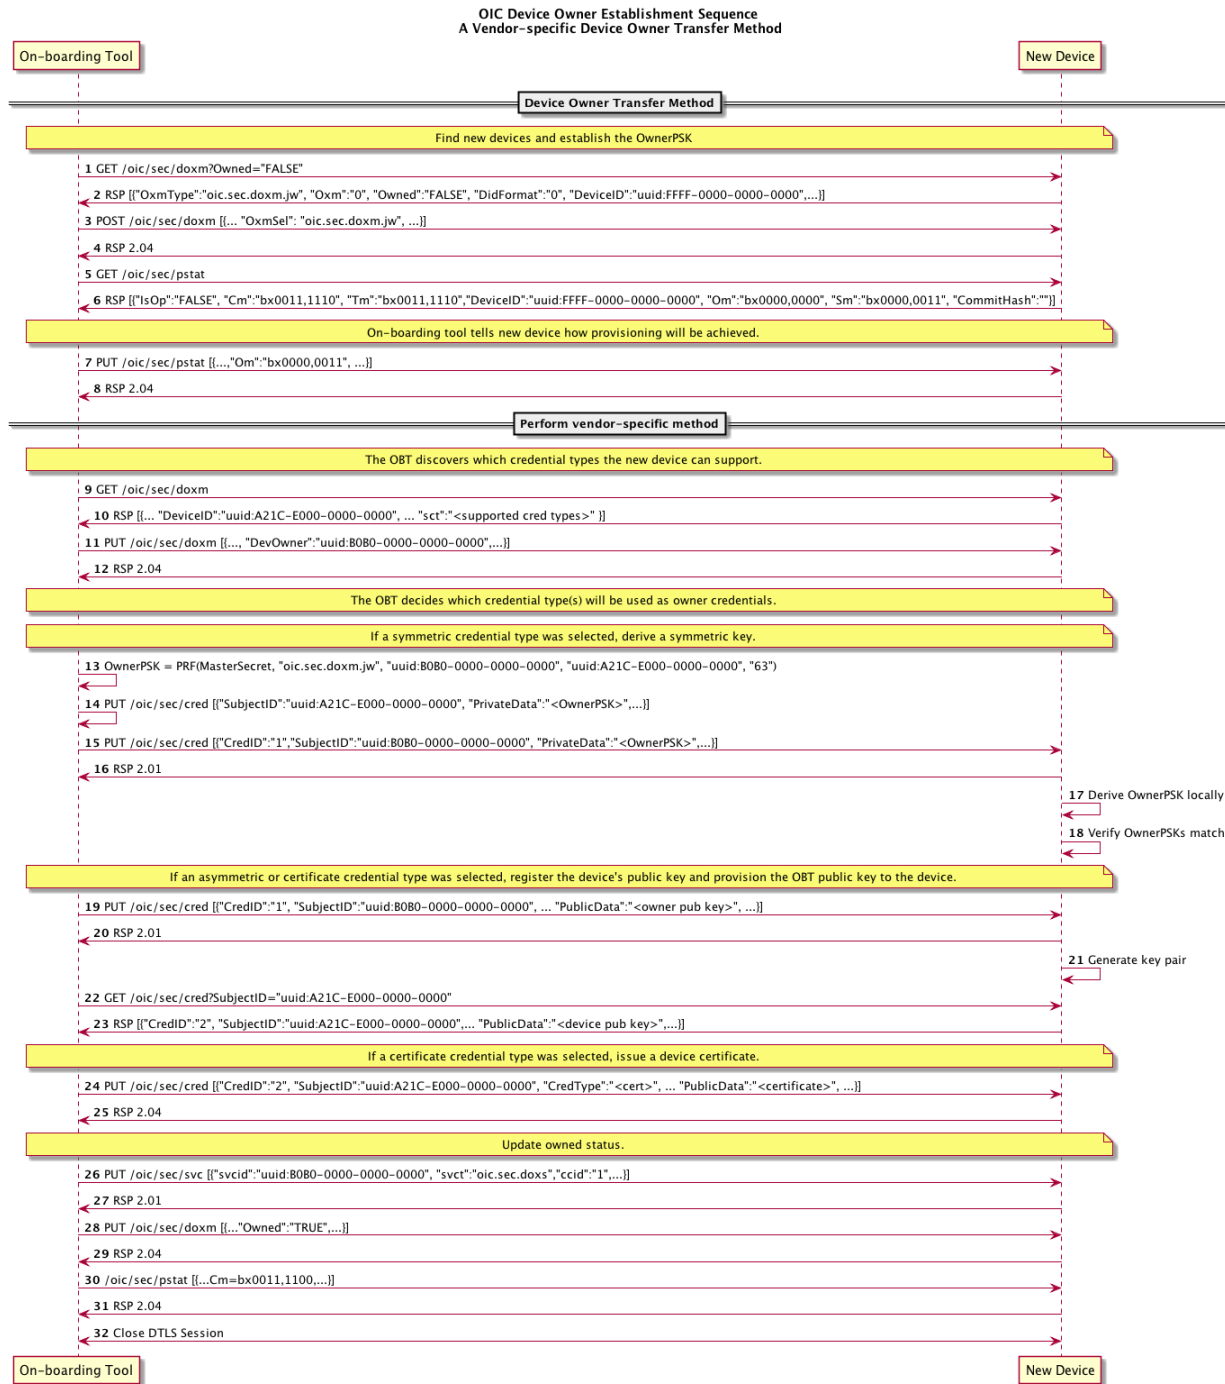 OIC Device Owner Establishment Sequence
A Vendor-specific Device Owner Transfer Method
On-boarding Tool
New Device
Device Owner Transfer Method
Find new devices and establish the OwnerPSK
1 GET /oic/sec/doxm?Owned="FALSE"
2 RSP [{"OxmType":"oic.sec.doxm.jw", "Oxm":"0", "Owned":"FALSE", "DidFormat":"0", "DeviceID":"uuid:FFFF-0000-0000-0000",...}]
3 POST /oic/sec/doxm [{... "OxmSel": "oic.sec.doxm.jw", ...}]
4 RSP 2.04
5 GET /oic/sec/pstat
6 RSP [{"IsOp":"FALSE", "Cm":"bx0011,1110", "Tm":"bx0011,1110","DeviceID":"uuid:FFFF-0000-0000-0000", "Om":"bx0000,0000", "Sm":"bx0000,0011", "CommitHash":""}]
On-boarding tool tells new device how provisioning will be achieved.
7 PUT /oic/sec/pstat [{...,"Om":"bx0000,0011", ...}]
8 RSP 2.04
Perform vendor-specific method
The OBT discovers which credential types the new device can support.
9 GET /oic/sec/doxm
10 RSP [{... "DeviceID":"uuid:A21C-E000-0000-0000", ... "sct":"<supported cred types>" }]
11 PUT /oic/sec/doxm [{..., "DevOwner":"uuid:B0B0-0000-0000-0000",...}]
12 RSP 2.04
The OBT decides which credential type(s) will be used as owner credentials.
If a symmetric credential type was selected, derive a symmetric key.
13 OwnerPSK = PRF(MasterSecret, "oic.sec.doxm.jw", "uuid:B0B0-0000-0000-0000", "uuid:A21C-E000-0000-0000", "63")
14 PUT /oic/sec/cred [{"SubjectID":"uuid:A21C-E000-0000-0000", "PrivateData":"<OwnerPSK>",...}]
15 PUT /oic/sec/cred [{"CredID":"1","SubjectID":"uuid:B0B0-0000-0000-0000", "PrivateData":"<OwnerPSK>",...}]
16 RSP 2.01
17 Derive OwnerPSK locally
18 Verify OwnerPSKs match
If an asymmetric or certificate credential type was selected, register the device's public key and provision the OBT public key to the device.
19 PUT /oic/sec/cred [{"CredID":"1", "SubjectID":"uuid:B0B0-0000-0000-0000", ... "PublicData":"<owner pub key>", ...}]
20 RSP 2.01
21 Generate key pair
22 GET /oic/sec/cred?SubjectID="uuid:A21C-E000-0000-0000"
23 RSP [{"CredID":"2", "SubjectID":"uuid:A21C-E000-0000-0000",... "PublicData":"<device pub key>",...}]
If a certificate credential type was selected, issue a device certificate.
24 PUT /oic/sec/cred [{"CredID":"2", "SubjectID":"uuid:A21C-E000-0000-0000", "CredType":"<cert>", ... "PublicData":"<certificate>", ...}]
25 RSP 2.04
Update owned status.
26 PUT /oic/sec/svc [{"svcid":"uuid:B0B0-0000-0000-0000", "svct":"oic.sec.doxs","ccid":"1",...}]
27 RSP 2.01
28 PUT /oic/sec/doxm [{..."Owned":"TRUE",...}]
29 RSP 2.04
30 /oic/sec/pstat [{...Cm=bx0011,1100,...}]
31 RSP 2.04
32 Close DTLS Session
On-boarding Tool
New Device